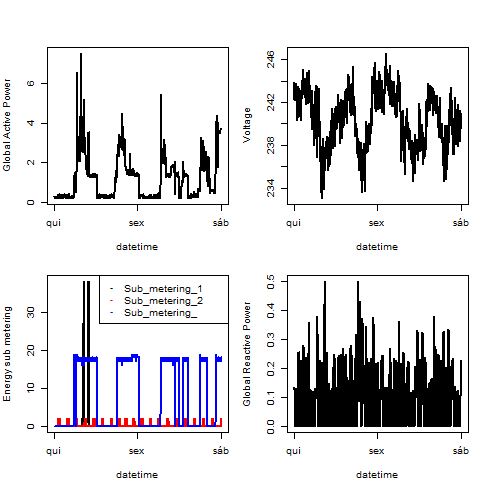 Global Active Power
0 2 4 6
qui sex sáb
datetime
Voltage
234 238 242 246
qui sex sáb
datetime
Energy sub metering
0 10 20 30
Sub_metering_1
Sub_metering_2
Sub_metering_
qui sex sáb
datetime
Global Reactive Power
0.0 0.1 0.2 0.3 0.4 0.5
qui sex sáb
datetime